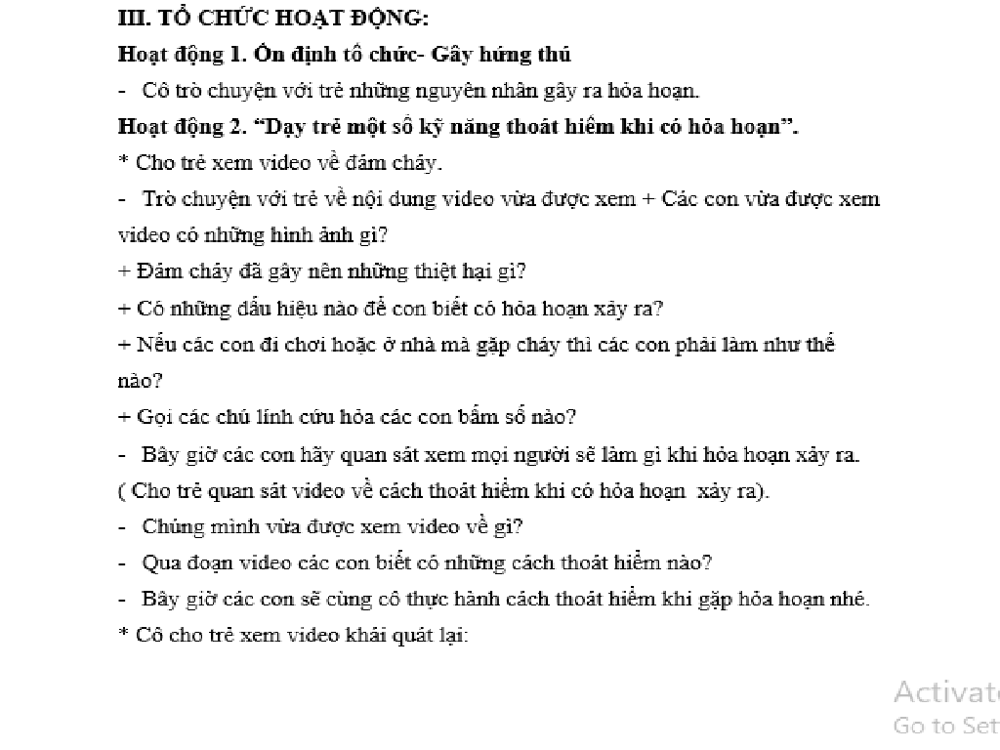 III. TỔ CHỨC HOẠT ĐỘNG:
Hoạt động 1. Ổn định tổ chức- Gây hứng thú
- Cô trò chuyện với trẻ những nguyên nhân gây ra hỏa hoạn.
Hoạt động 2. “Dạy trẻ một số kỹ năng thoát hiểm khi có hỏa hoạn”.
* Cho trẻ xem video về đám cháy.
- Trò chuyện với trẻ về nội dung video vừa được xem + Các con vừa được xem
video có những hình ảnh gì?
+ Đám cháy đã gây nên những thiệt hại gì?
+ Có những dấu hiệu nào để con biết có hỏa hoạn xảy ra?
+ Nếu các con đi chơi hoặc ở nhà mà gặp cháy thì các con phải làm như thế
nào?
+ Gọi các chú lính cứu hỏa các con bấm số nào?
- Bây giờ các con hãy quan sát xem mọi người sẽ làm gì khi hỏa hoạn xảy ra.
( Cho trẻ quan sát video về cách thoát hiểm khi có hỏa hoạn xảy ra).
- Chúng mình vừa được xem video về gì?
- Qua đoạn video các con biết có những cách thoát hiểm nào?
- Bây giờ các con sẽ cùng cô thực hành cách thoát hiểm khi gặp hỏa hoạn nhé.
* Cô cho trẻ xem video khái quát lại:
Activate
Go to Set